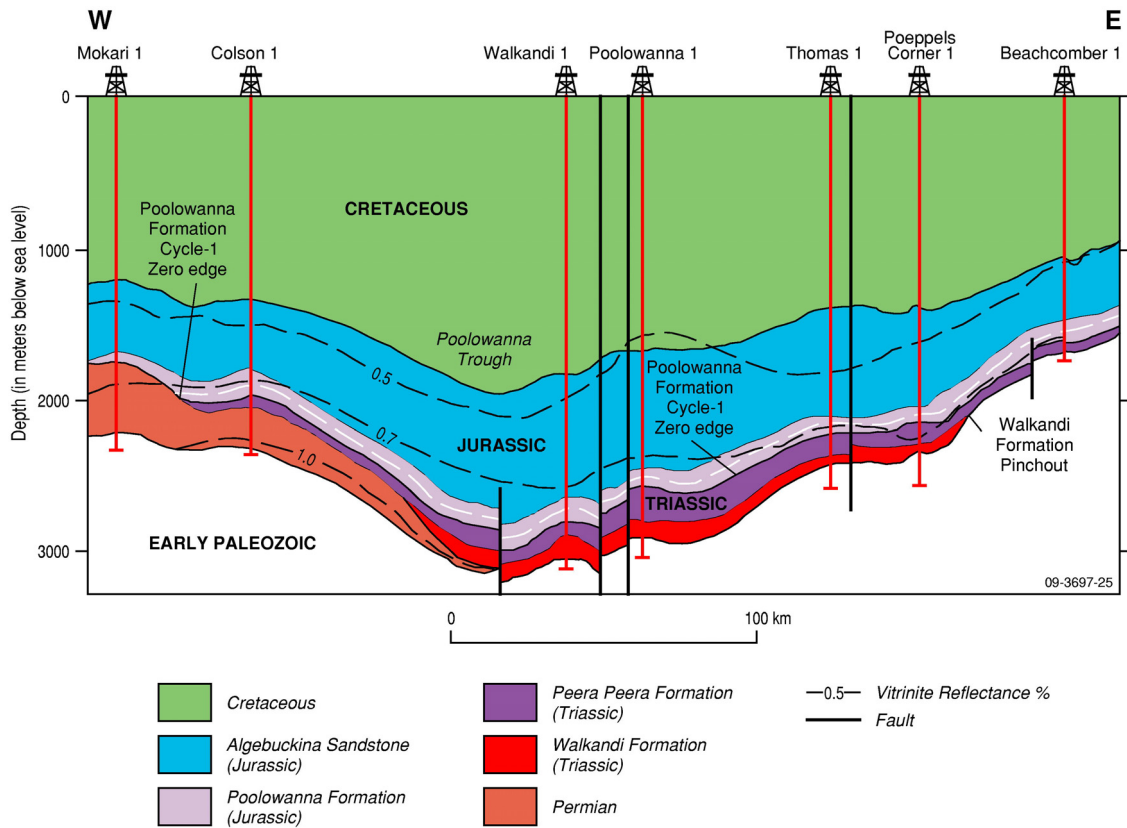 W
E
Mokari 1
Colson 1
Walkandi 1
Poolowanna 1
Thomas 1
Poeppels
Corner 1
Beachcomber 1
Depth (in meters below sea level)
0
1000
2000
3000
CRETACEOUS
Poolowanna
Formation
Cycle-1
Zero edge
Poolowanna
Trough
Poolowanna
Formation
Cycle-1
Zero edge
0.5
0.7
1.0
JURASSIC
TRIASSIC
Walkandi
Formation
Pinchout
EARLY PALEOZOIC
09-3697-25
0
100 km
Cretaceous
Algebuckina Sandstone
(Jurassic)
Poolowanna Formation
(Jurassic)
Peera Peera Formation
(Triassic)
Walkandi Formation
(Triassic)
Permian
0.5
Vitrinite Reflectance %
Fault